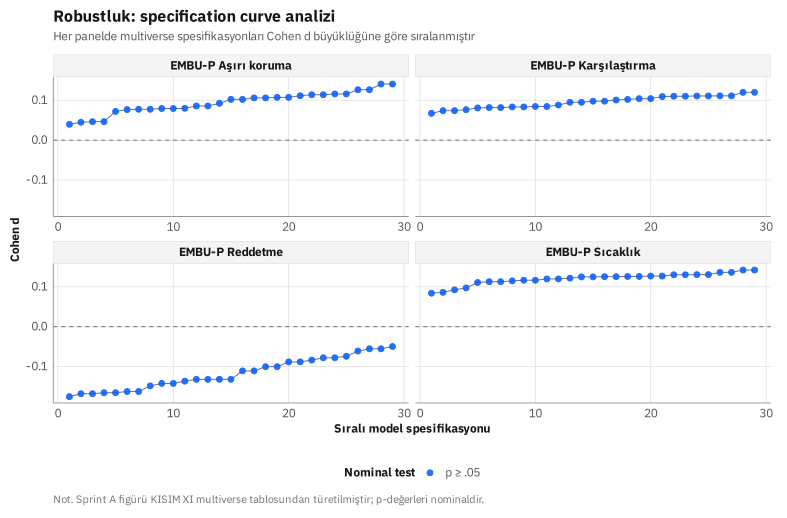 Robustluk: specification curve analizi
Her panelde multiverse spesifikasyonları Cohen d büyüklüğüne göre sıralanmıştır
EMBU-P Aşırı koruma
EMBU-P Karşılaştırma
0.1
0.0
-0.1
0 10 20 30
0 10 20 30
EMBU-P Reddetme
EMBU-P Sıcaklık
0.1
0.0
-0.1
0 10 20 30
0 10 20 30
Cohen d
Sıralı model spesifikasyonu
Nominal test p ≥ .05
Not. Sprint A figürü KISIM XI multiverse tablosundan türetilmiştir; p-değerleri nominaldir.